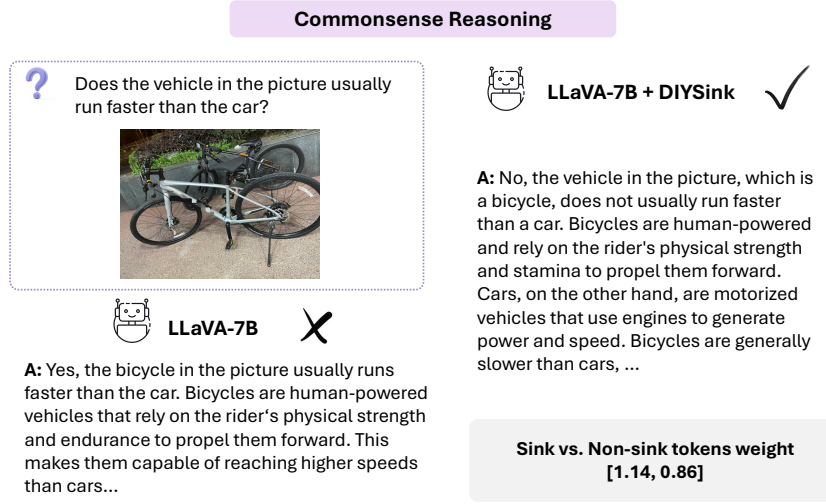 Commonsense Reasoning
?
Does the vehicle in the picture usually
run faster than the car?
LLaVA-7B
A: Yes, the bicycle in the picture usually runs
faster than the car. Bicycles are human-powered
vehicles that rely on the rider‘s physical strength
and endurance to propel them forward. This
makes them capable of reaching higher speeds
than cars...
LLaVA-7B + DIYSink
A: No, the vehicle in the picture, which is
a bicycle, does not usually run faster
than a car. Bicycles are human-powered
and rely on the rider's physical strength
and stamina to propel them forward.
Cars, on the other hand, are motorized
vehicles that use engines to generate
power and speed. Bicycles are generally
slower than cars, ...
Sink vs. Non-sink tokens weight
[1.14, 0.86]